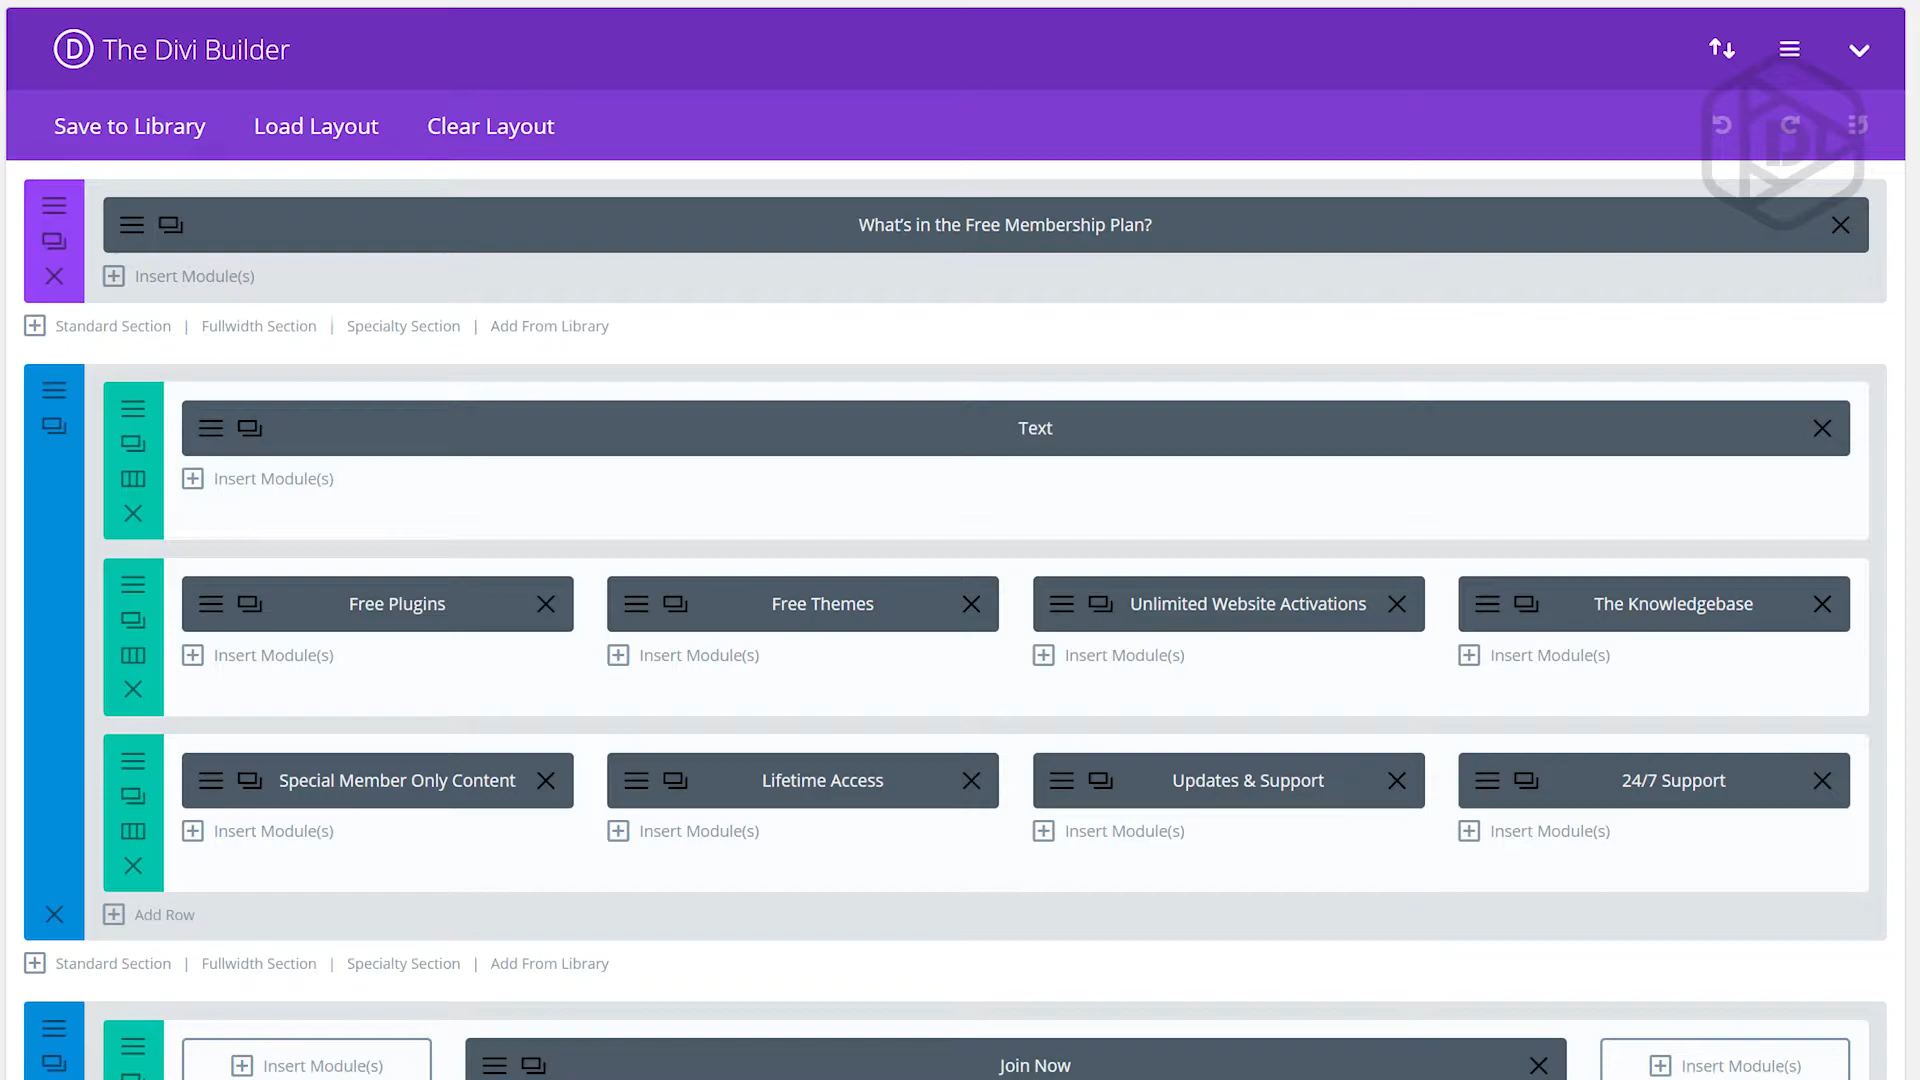 D The Divi Builder
Save to Library Load Layout Clear Layout
What's in the Free Membership Plan?
Insert Module(s)
Standard Section | Fullwidth Section | Specialty Section | Add From Library
Text
Insert Module(s)
Free Plugins Free Themes Unlimited Website Activations The Knowledgebase
Insert Module(s) Insert Module(s) Insert Module(s) Insert Module(s)
Special Member Only Content Lifetime Access Updates & Support 24/7 Support
Insert Module(s) Insert Module(s) Insert Module(s) Insert Module(s)
Add Row
Standard Section | Fullwidth Section | Specialty Section | Add From Library
Insert Module(s) Join Now Insert Module(s)